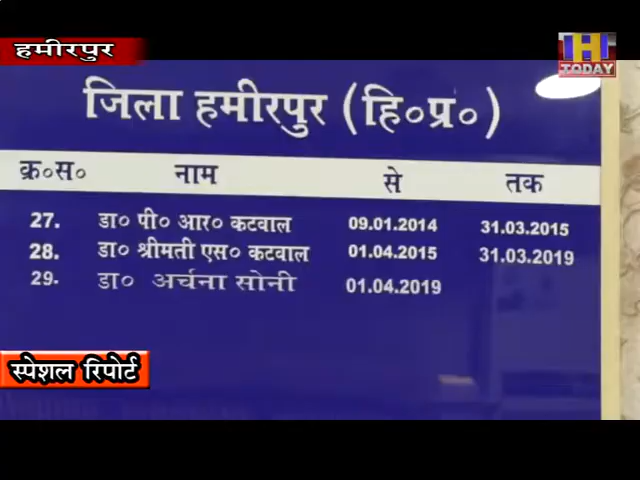 हमीरपुर
H TODAY
जिला हमीरपुर (हि०प्र०)
क्र०स० नाम से तक
27. डा० पी० आर० कटवाल 09.01.2014 31.03.2015
28. डा० श्रीमती एस० कटवाल 01.04.2015 31.03.2019
29. डा० अर्चना सोनी 01.04.2019
स्पेशल रिपोर्ट